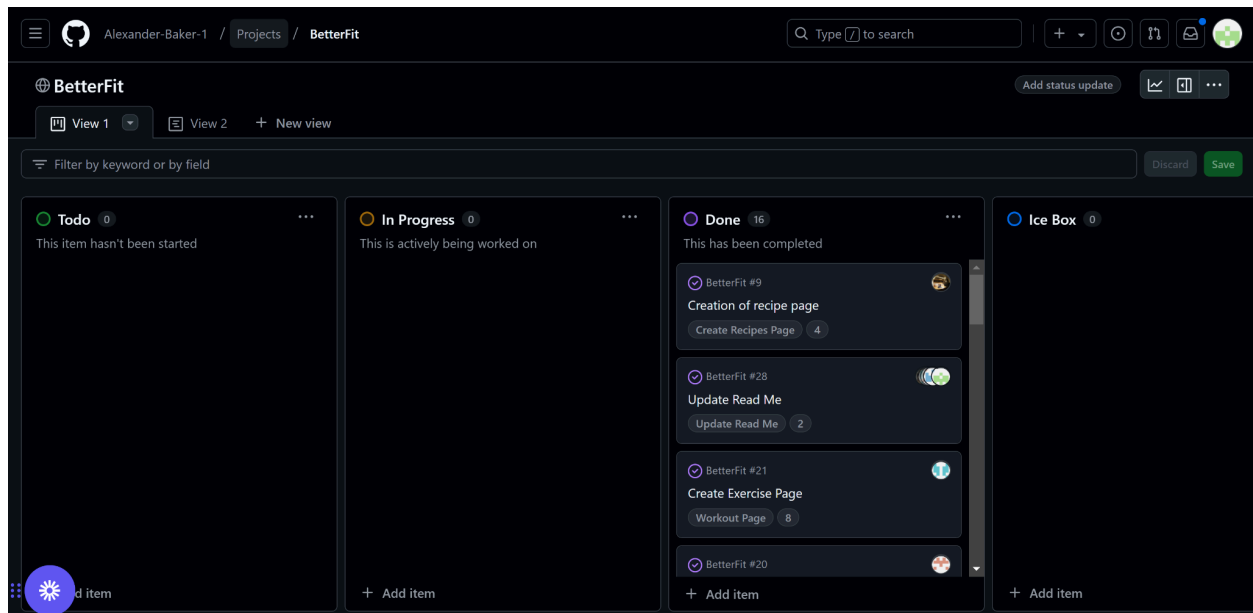 Alexander-Baker-1 / Projects / BetterFit
Type / to search
BetterFit
Add status update
View 1
View 2
+ New view
Filter by keyword or by field
Discard
Save
Todo 0
This item hasn't been started
d item
In Progress 0
This is actively being worked on
+ Add item
Done 16
This has been completed
BetterFit #9
Creation of recipe page
Create Recipes Page 4
BetterFit #28
Update Read Me
Update Read Me 2
BetterFit #21
Create Exercise Page
Workout Page 8
BetterFit #20
+ Add item
Ice Box 0
+ Add item